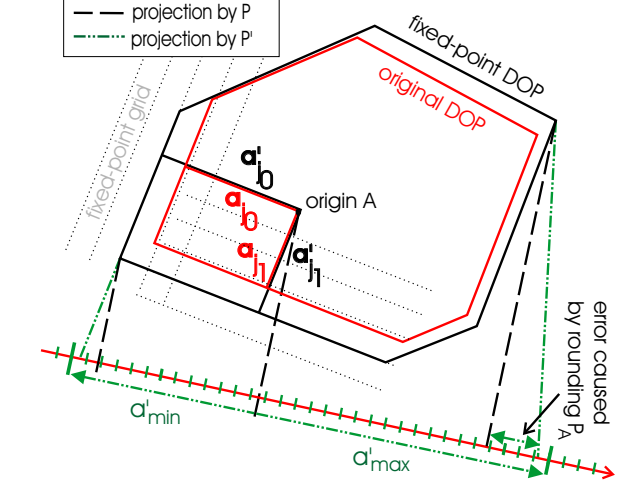 projection by P
projection by P'
fixed-point DOP
original DOP
fixed-point grid
a'j0
origin A
aj0
aj1
a'j1
error caused
by rounding PA
a'min
a'max